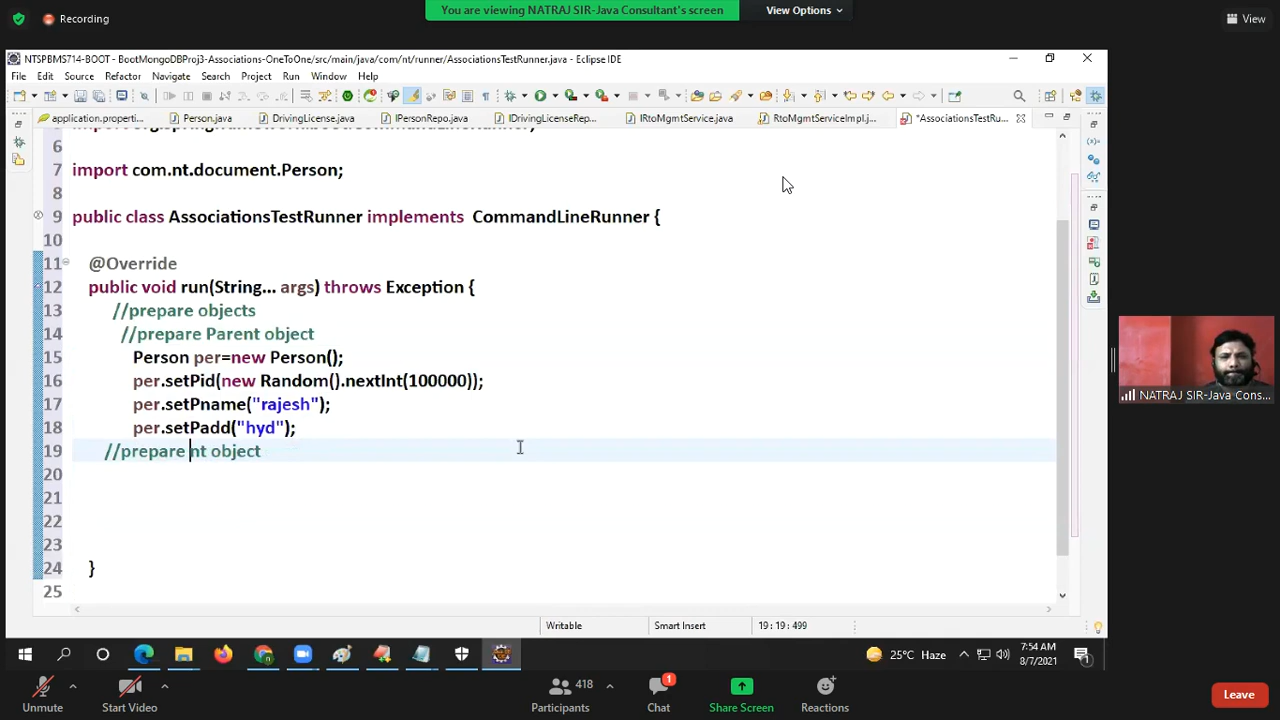 Recording
You are viewing NATRAJ SIR-Java Consultant's screen
View Options
View
NTSPBMS714-BOOT - BootMongoDBProj3-Associations-OneToOne/src/main/java/com/nt/runner/AssociationsTestRunner.java - Eclipse IDE
File Edit Source Refactor Navigate Search Project Run Window Help
application.properti... Person.java DrivingLicense.java IPersonRepo.java IDrivingLicenseRep... IRtoMgmtService.java RtoMgmtServiceImpl.j... *AssociationsTestRu...
6
7 import com.nt.document.Person;
8
9 public class AssociationsTestRunner implements CommandLineRunner {
10
11 @Override
12 public void run(String... args) throws Exception {
13 //prepare objects
14 //prepare Parent object
15 Person per=new Person();
16 per.setPid(new Random().nextInt(100000));
17 per.setPname("rajesh");
18 per.setPadd("hyd");
19 //prepare nt object
20
21
22
23
24 }
25
NATRAJ SIR-Java Cons...
Writable Smart Insert 19 : 19 : 499
25°C Haze 7:54 AM
8/7/2021
1
418 1
Unmute Start Video Participants Chat Share Screen Reactions Leave